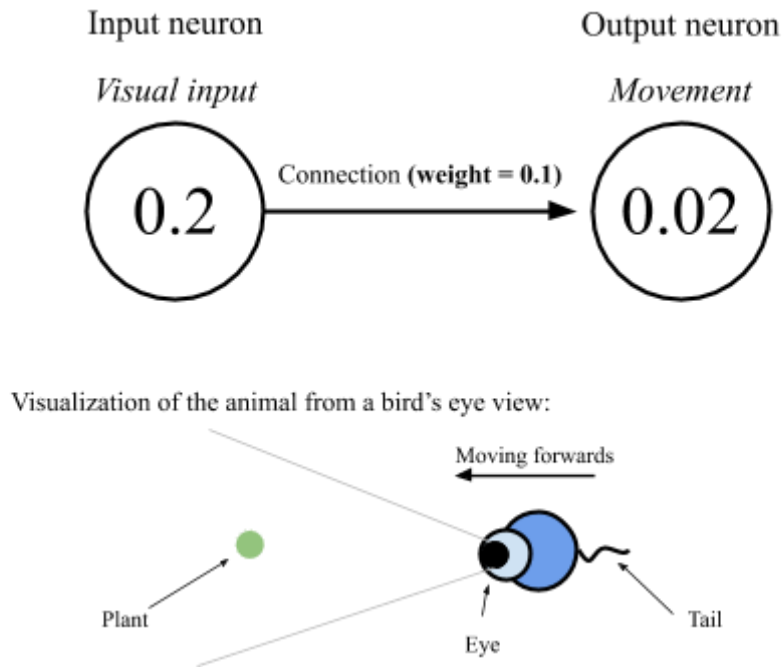 Input neuron
Output neuron
Visual input
Movement
0.2
Connection (weight = 0.1)
0.02
Visualization of the animal from a bird's eye view:
Moving forwards
Plant
Eye
Tail